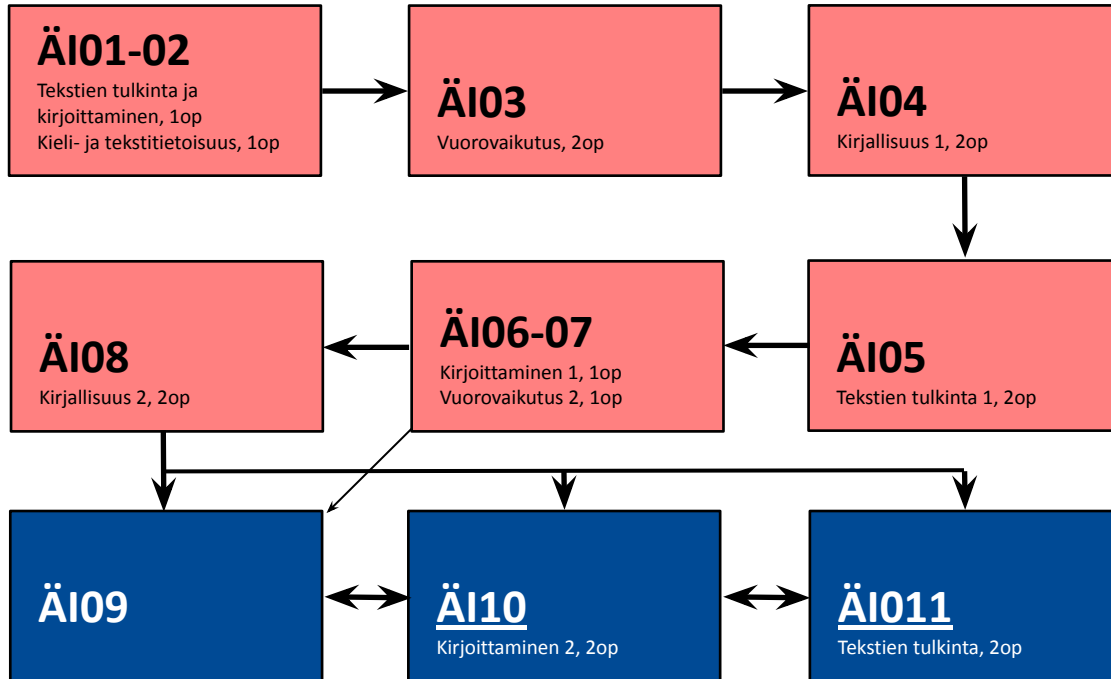 ÄI01-02
Tekstien tulkinta ja
kirjoittaminen, 1op
Kieli- ja tekstitietoisuus, 1op
ÄI03
Vuorovaikutus, 2op
ÄI04
Kirjallisuus 1, 2op
ÄI08
Kirjallisuus 2, 2op
ÄI06-07
Kirjoittaminen 1, 1op
Vuorovaikutus 2, 1op
ÄI05
Tekstien tulkinta 1, 2op
ÄI09
ÄI10
Kirjoittaminen 2, 2op
ÄI011
Tekstien tulkinta, 2op